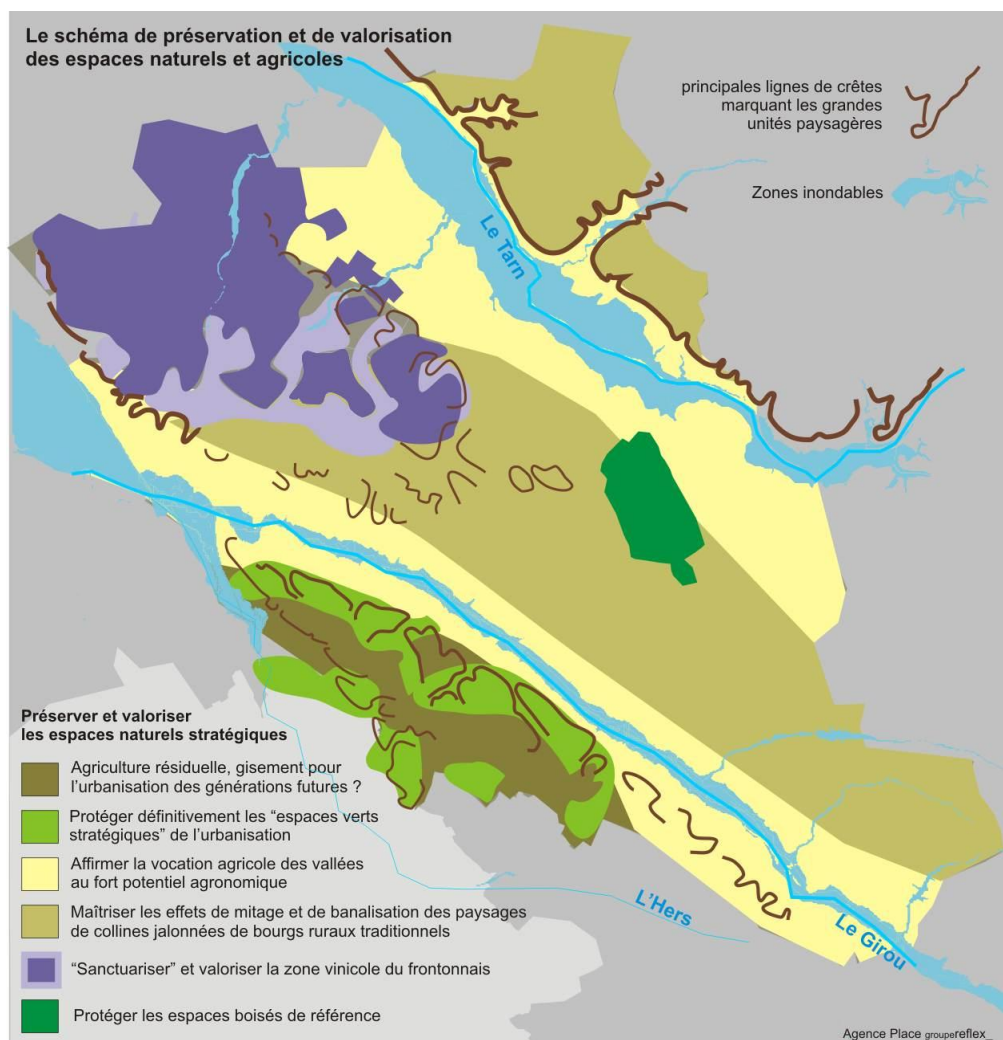 Le schéma de préservation et de valorisation
des espaces naturels et agricoles
principales lignes de crêtes
marquant les grandes
unités paysagères
Zones inondables
Le Tarn
L'Hers
Le Girou
Préserver et valoriser
les espaces naturels stratégiques
Agriculture résiduelle, gisement pour
l'urbanisation des générations futures ?
Protéger définitivement les "espaces verts
stratégiques" de l'urbanisation
Affirmer la vocation agricole des vallées
au fort potentiel agronomique
Maîtriser les effets de mitage et de banalisation des paysages
de collines jalonnées de bourgs ruraux traditionnels
"Sanctuariser" et valoriser la zone vinicole du frontonnais
Protéger les espaces boisés de référence
Agence Place groupereflex_